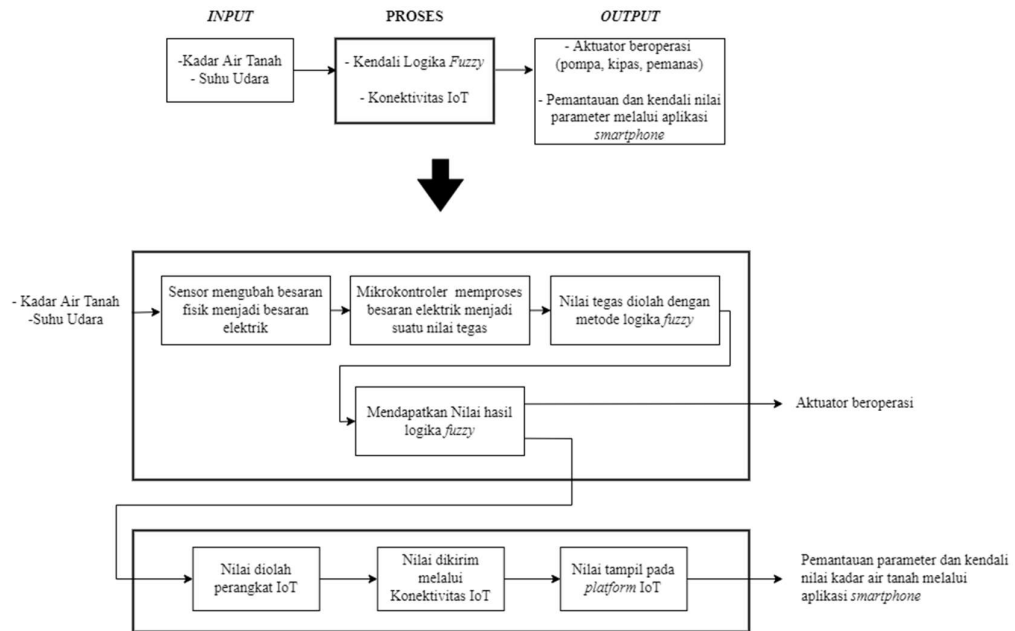 INPUT
PROSES
OUTPUT
-Kadar Air Tanah
- Suhu Udara
- Kendali Logika Fuzzy
- Konektivitas IoT
- Aktuator beroperasi
(pompa, kipas, pemanas)
- Pemantauan dan kendali nilai
parameter melalui aplikasi
smartphone
- Kadar Air Tanah
-Suhu Udara
Sensor mengubah besaran
fisik menjadi besaran
elektrik
Mikrokontroler memproses
besaran elektrik menjadi
suatu nilai tegas
Nilai tegas diolah dengan
metode logika fuzzy
Mendapatkan Nilai hasil
logika fuzzy
Aktuator beroperasi
Nilai diolah
perangkat IoT
Nilai dikirim
melalui
Konektivitas IoT
Nilai tampil pada
platform IoT
Pemantauan parameter dan kendali
nilai kadar air tanah melalui
aplikasi smartphone